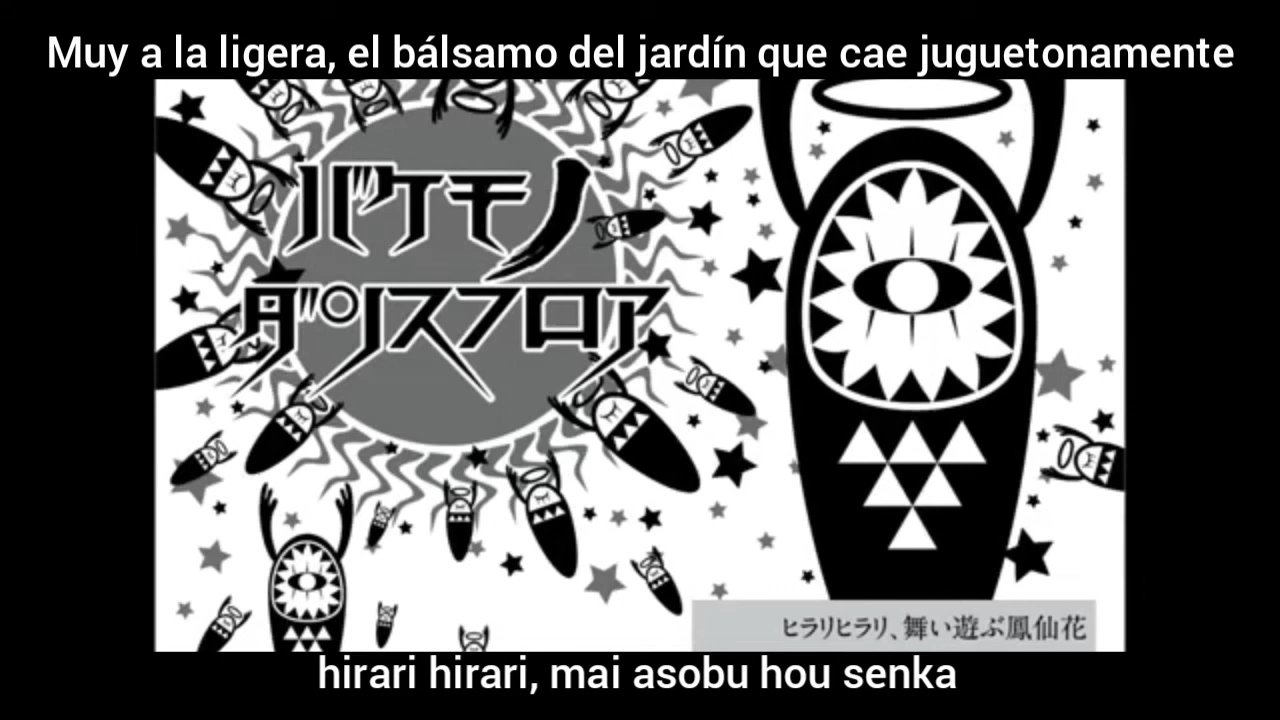 Muy a la ligera, el bálsamo del jardín que cae juguetonamente
バケモノ
ダンスフロア
ヒラリヒラリ、舞い遊ぶ鳳仙花
hirari hirari, mai asobu hou senka